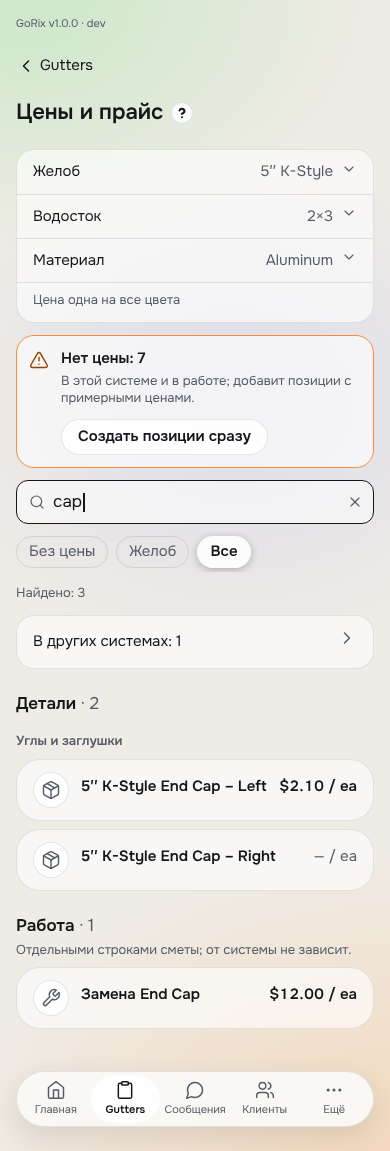 GoRix v1.0.0 · dev
Gutters
Цены и прайс ?
Желоб 5″ K-Style
Водосток 2×3
Материал Aluminum
Цена одна на все цвета
Нет цены: 7
В этой системе и в работе; добавит позиции с
примерными ценами.
Создать позиции сразу
cap
Без цены Желоб Все
Найдено: 3
В других системах: 1
Детали · 2
Углы и заглушки
5″ K-Style End Cap – Left $2.10 / ea
5″ K-Style End Cap – Right — / ea
Работа · 1
Отдельными строками сметы; от системы не зависит.
Замена End Cap $12.00 / ea
Главная Gutters Сообщения Клиенты Ещё